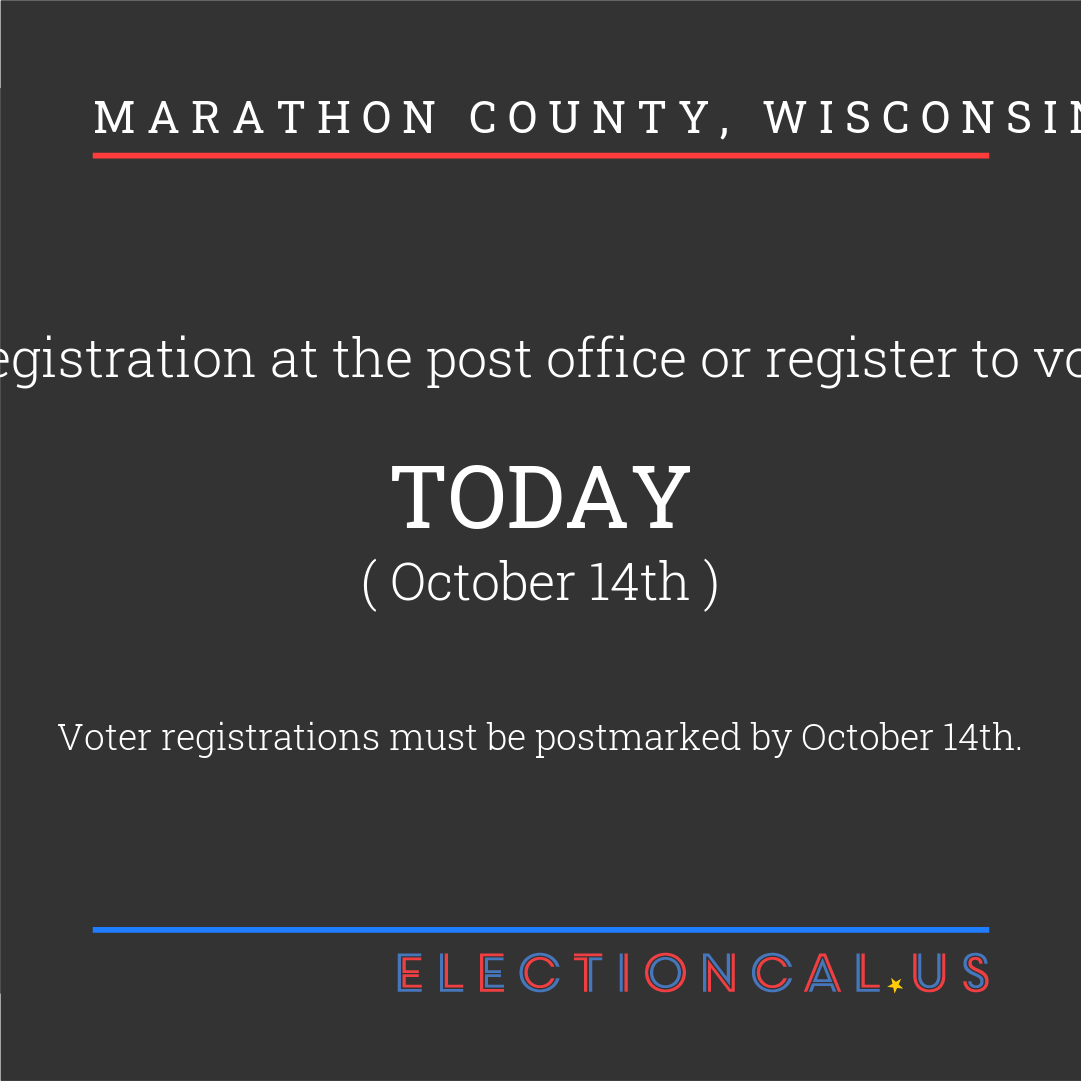 MARATHON COUNTY, WISCONSIN
egistration at the post office or register to vo
TODAY
( October 14th )
Voter registrations must be postmarked by October 14th.
ELECTIONCAL.US